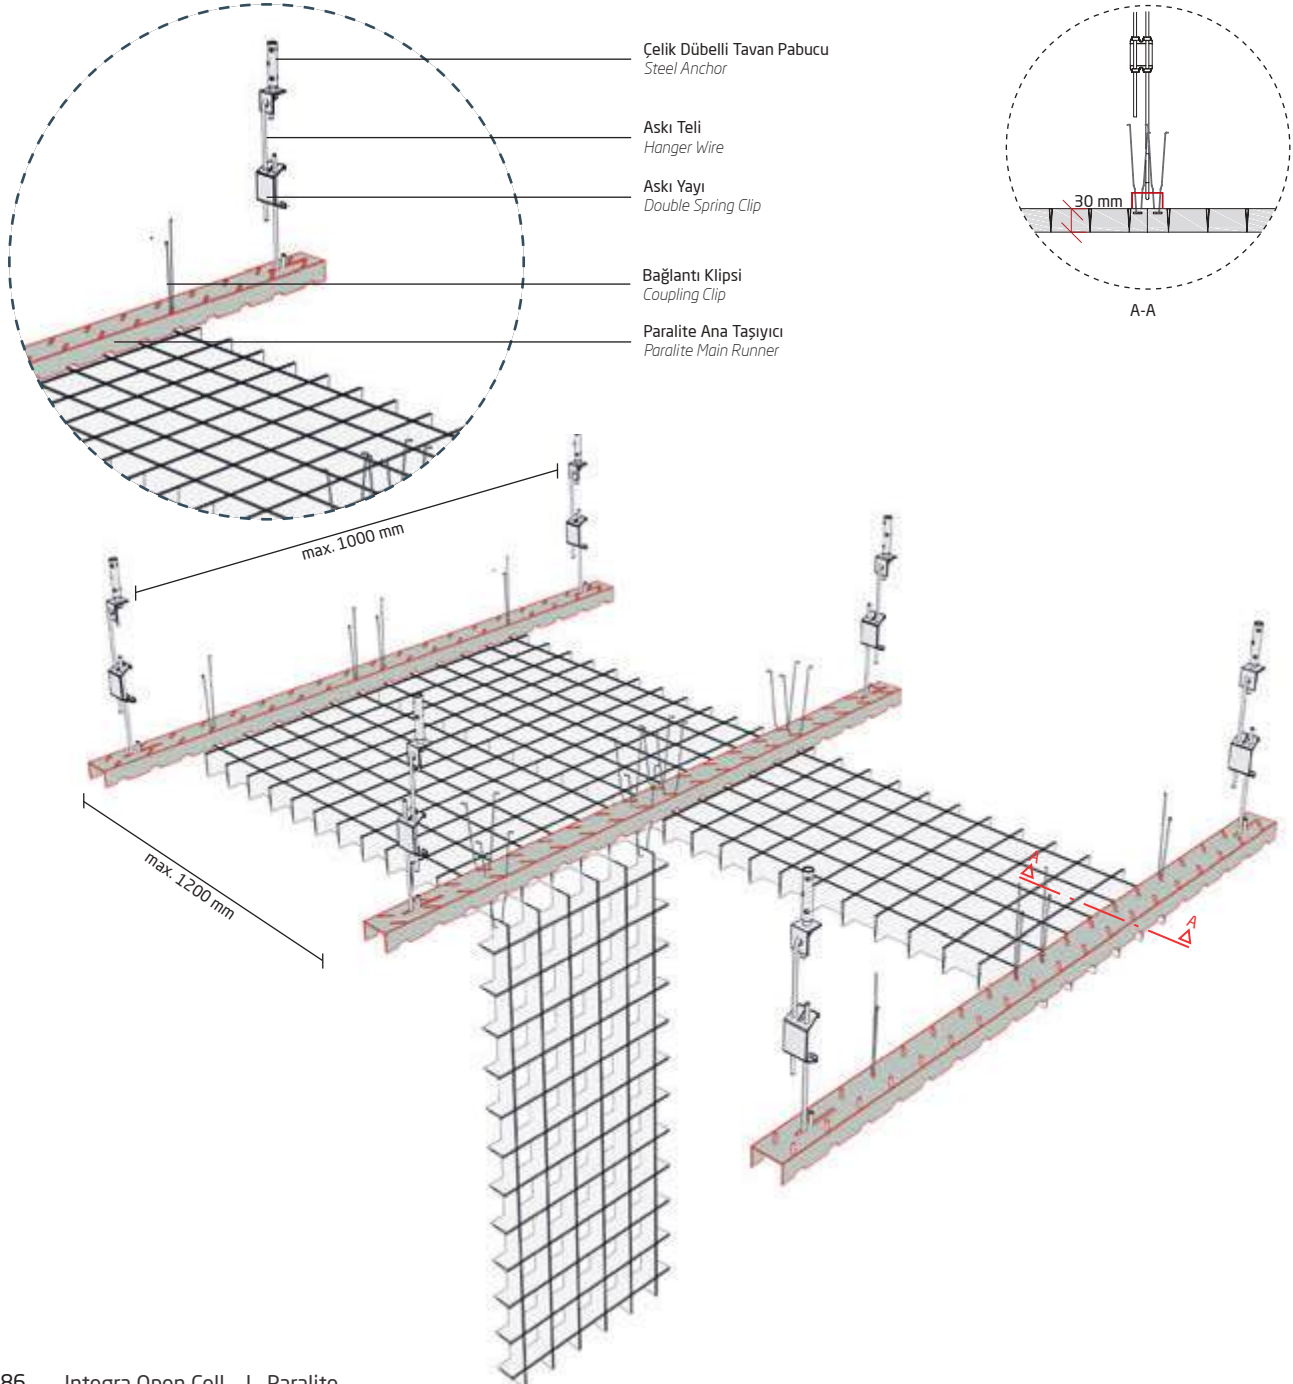 Çelik Dübelli Tavan Pabucu
Steel Anchor
Askı Teli
Hanger Wire
Askı Yayı
Double Spring Clip
Bağlantı Klipsi
Coupling Clip
Paralite Ana Taşıyıcı
Paralite Main Runner
30 mm
A-A
max. 1000 mm
max. 1200 mm
A
A
86 Integra Open Cell | Paralite